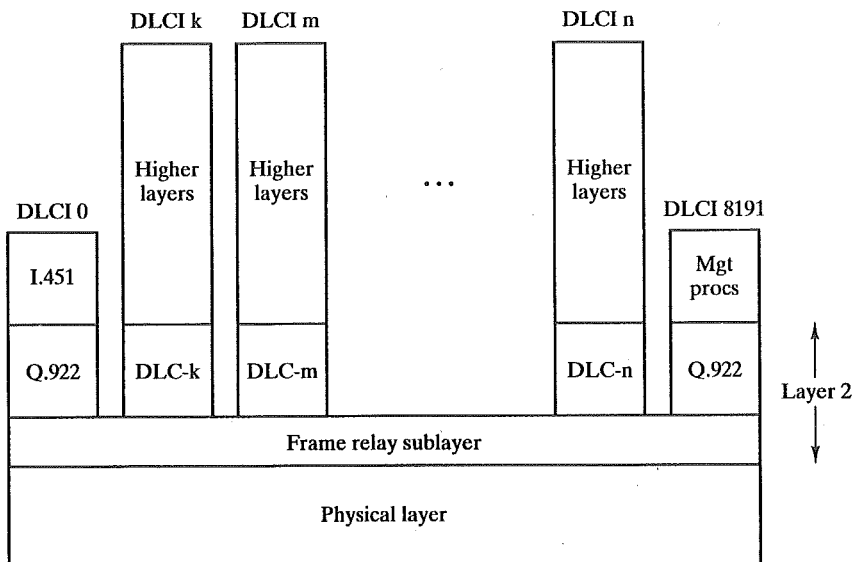 DLCI k
DLCI m
DLCI n
Higher
layers
Higher
layers
...
Higher
layers
DLCI 0
DLCI 8191
I.451
Mgt
procs
Q.922
DLC-k
DLC-m
DLC-n
Q.922
Layer 2
Frame relay sublayer
Physical layer